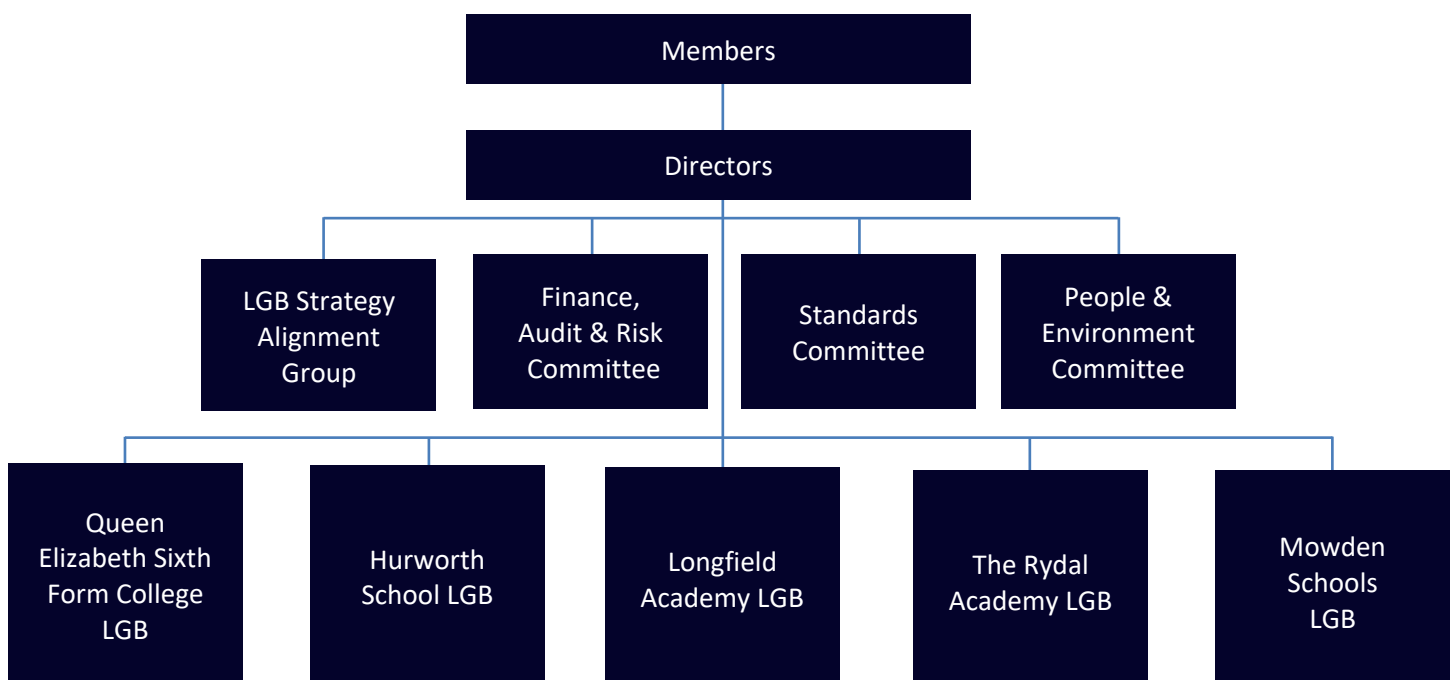 Members
Directors
LGB Strategy
Alignment
Group
Finance,
Audit & Risk
Committee
Standards
Committee
People &
Environment
Committee
Queen
Elizabeth Sixth
Form College
LGB
Hurworth
School LGB
Longfield
Academy LGB
The Rydal
Academy LGB
Mowden
Schools
LGB